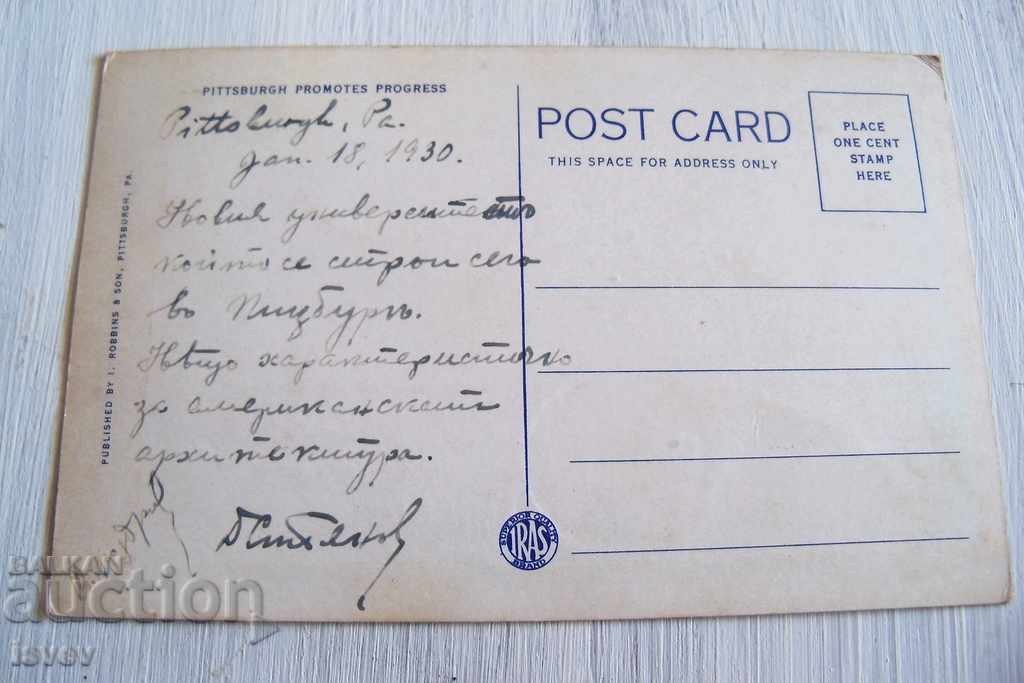 PITTSBURGH PROMOTES PROGRESS
Pittsburgh, Pa.
Jan. 18, 1930.
Новия университетъ
който се строи сега
въ Пицбургъ.
Нѣщо характеристично
за американската
архитектура.
POST CARD
THIS SPACE FOR ADDRESS ONLY
PLACE
ONE CENT
STAMP
HERE
PUBLISHED BY I. ROBBINS & SON, PITTSBURGH, PA.
SUPERIOR QUALITY
IRAS
BRAND
BALKAN
auction
isvev